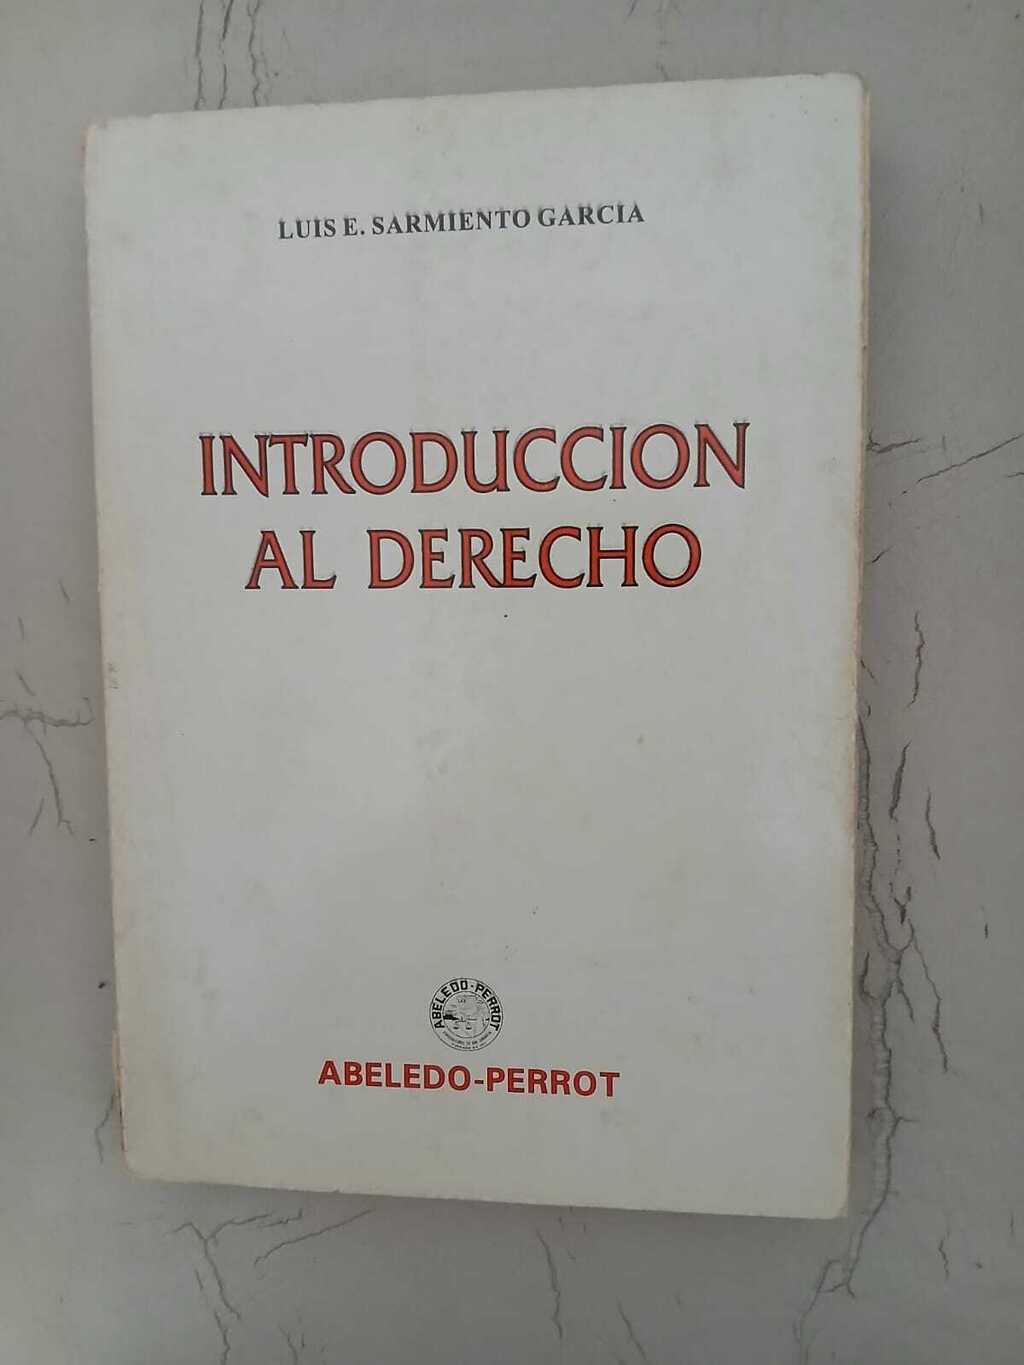 LUIS E. SARMIENTO GARCIA
INTRODUCCION
AL DERECHO
ABELEDO-PERROT
ABELEDO-PERROT